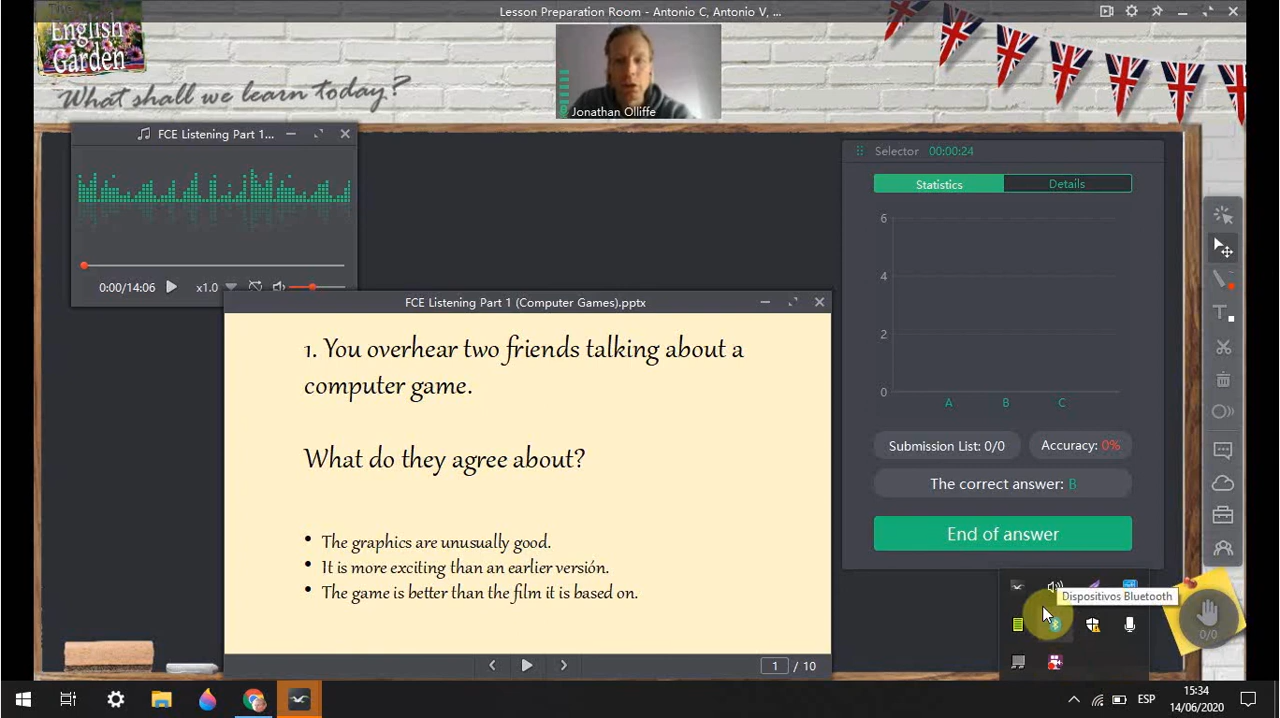 Lesson Preparation Room - Antonio C, Antonio V, ...
The
English
Garden
What shall we learn today?
Jonathan Olliffe
FCE Listening Part 1...
0:00/14:06
x1.0
FCE Listening Part 1 (Computer Games).pptx
1. You overhear two friends talking about a
computer game.
What do they agree about?
• The graphics are unusually good.
• It is more exciting than an earlier versión.
• The game is better than the film it is based on.
1 / 10
Selector 00:00:24
Statistics Details
6
4
2
0
A B C
Submission List: 0/0 Accuracy: 0%
The correct answer: B
End of answer
Dispositivos Bluetooth
0/0
ESP
15:34
14/06/2020